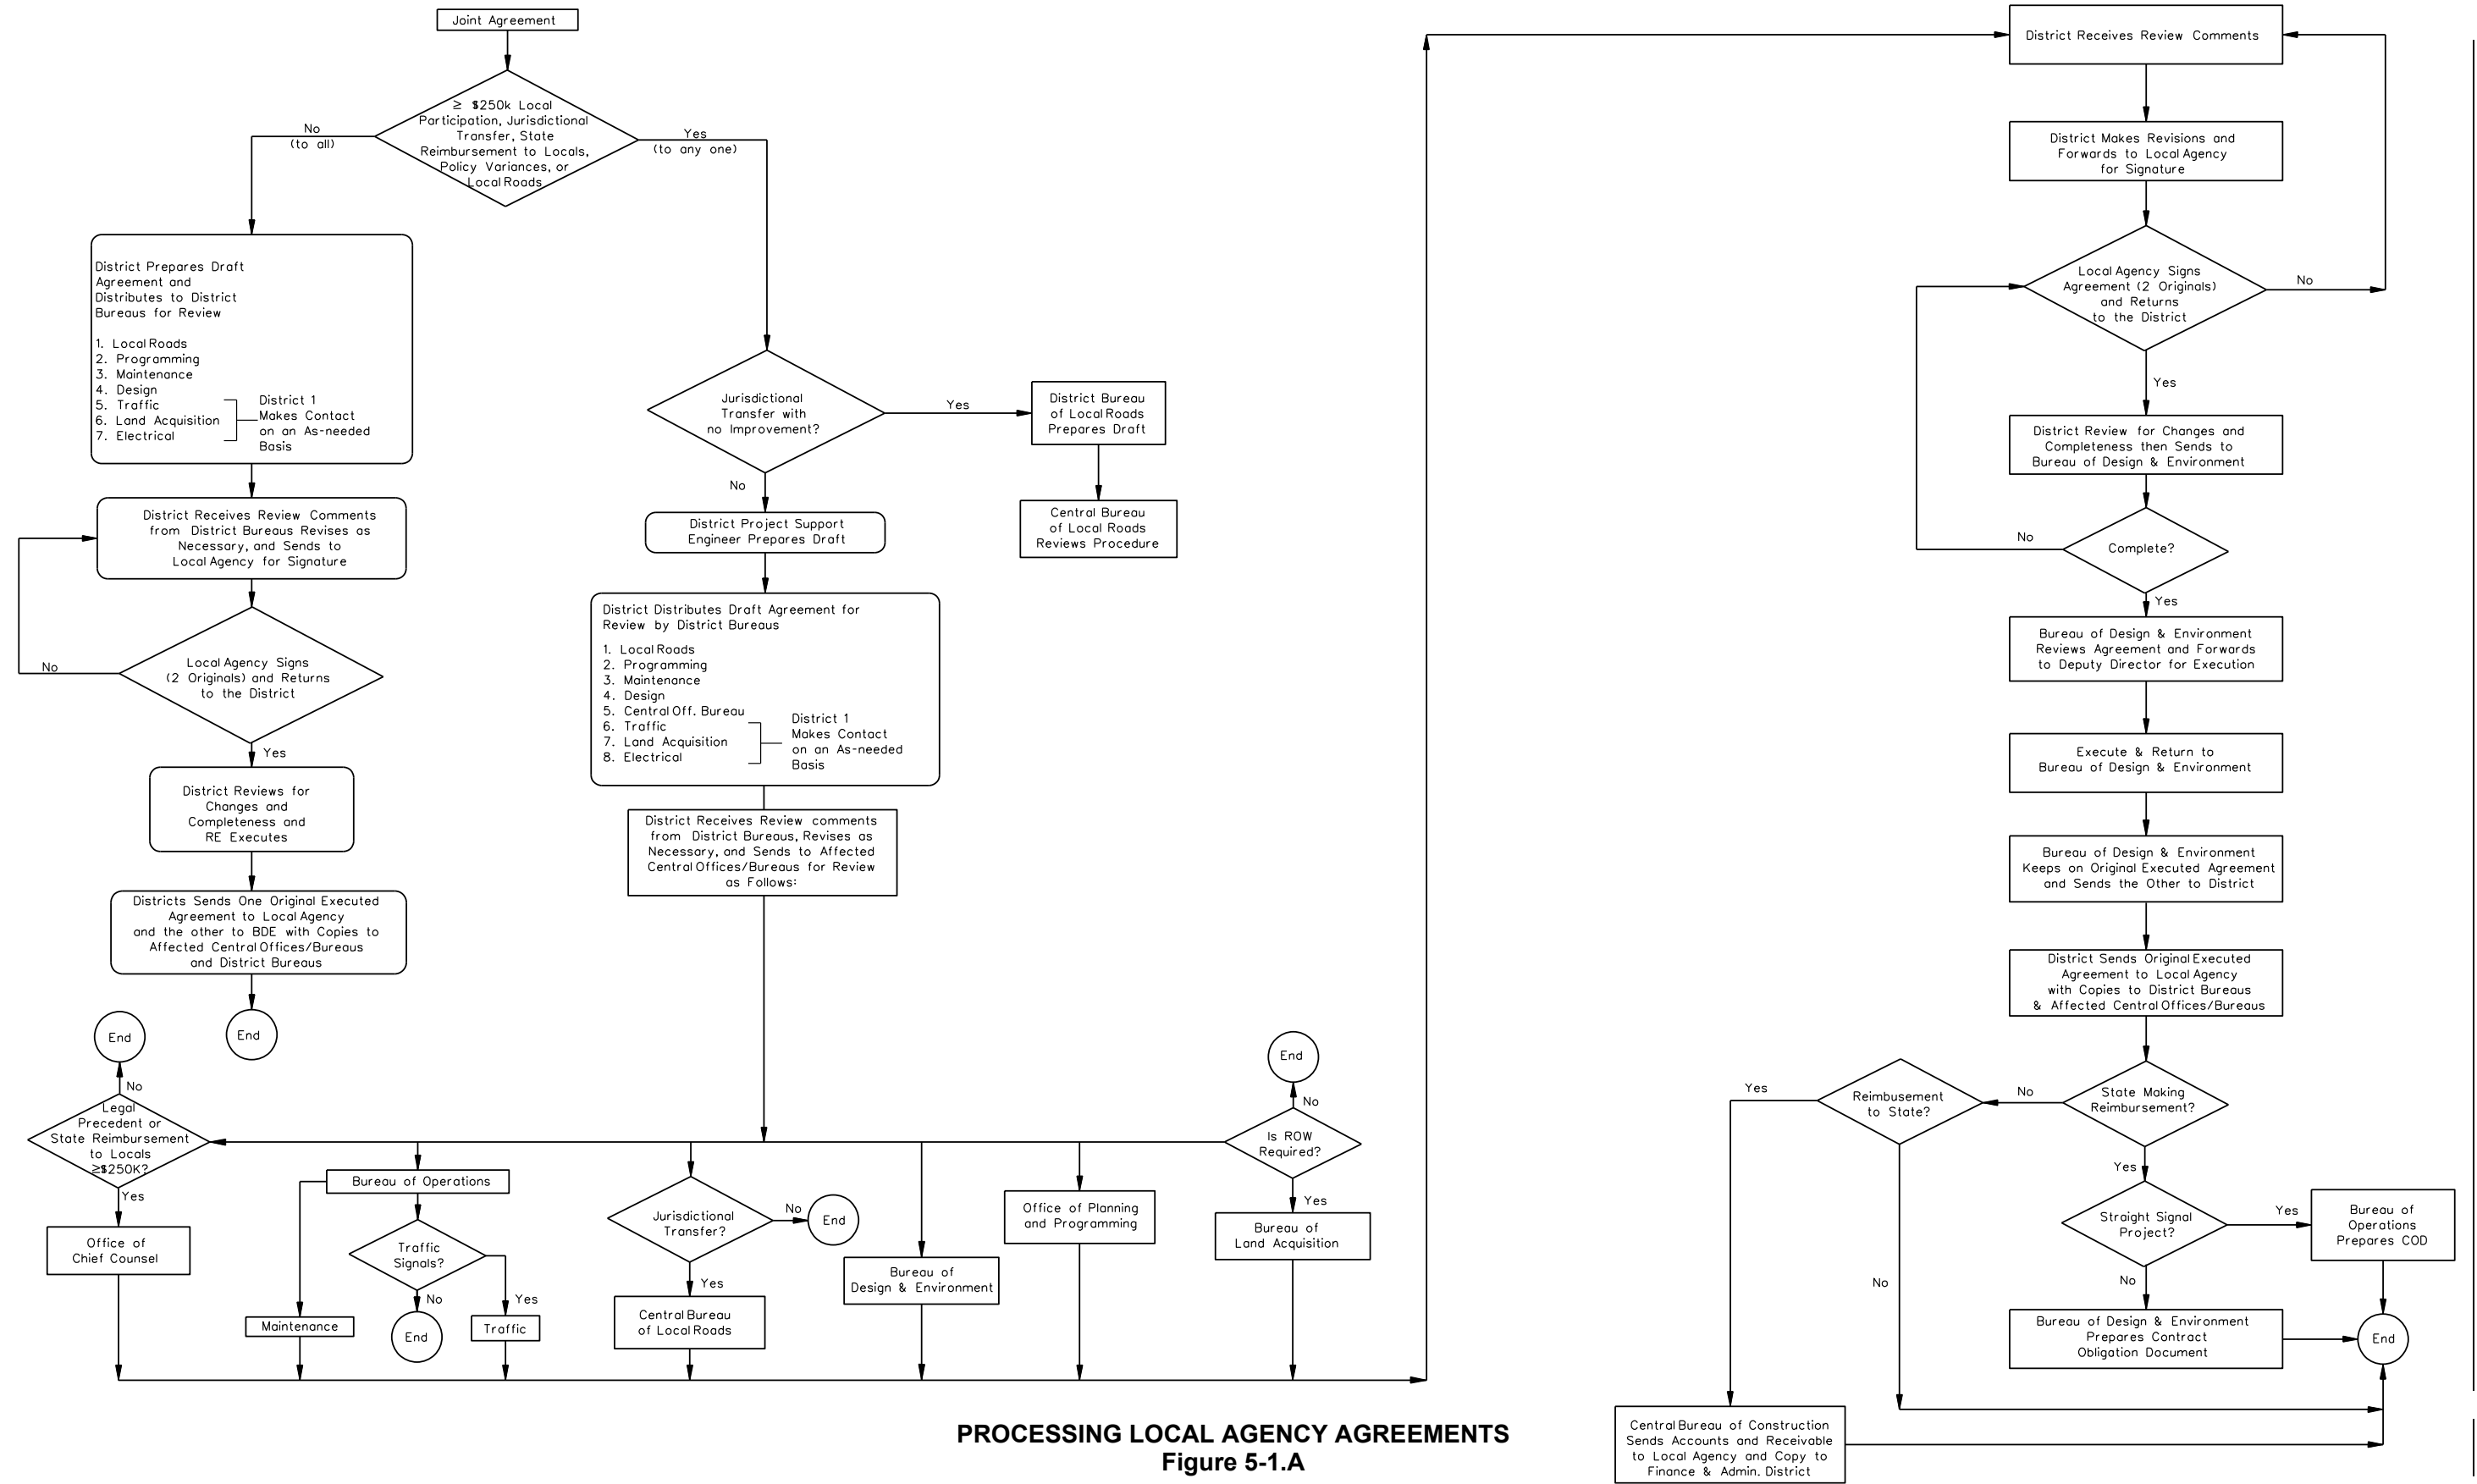 Joint Agreement
≥ $250k Local
Participation, Jurisdictional
Transfer, State
Reimbursement to Locals,
Policy Variances, or
Local Roads
No
(to all)
Yes
(to any one)
District Prepares Draft
Agreement and
Distributes to District
Bureaus for Review
1. Local Roads
2. Programming
3. Maintenance
4. Design
5. Traffic
6. Land Acquisition
7. Electrical
District 1
Makes Contact
on an As-needed
Basis
District Receives Review Comments
from District Bureaus Revises as
Necessary, and Sends to
Local Agency for Signature
No
Local Agency Signs
(2 Originals) and Returns
to the District
Yes
District Reviews for
Changes and
Completeness and
RE Executes
Districts Sends One Original Executed
Agreement to Local Agency
and the other to BDE with Copies to
Affected Central Offices/Bureaus
and District Bureaus
End
Jurisdictional
Transfer with
no Improvement?
Yes
District Bureau
of Local Roads
Prepares Draft
Central Bureau
of Local Roads
Reviews Procedure
No
District Project Support
Engineer Prepares Draft
District Distributes Draft Agreement for
Review by District Bureaus
1. Local Roads
2. Programming
3. Maintenance
4. Design
5. Central Off. Bureau
6. Traffic
7. Land Acquisition
8. Electrical
District 1
Makes Contact
on an As-needed
Basis
District Receives Review comments
from District Bureaus, Revises as
Necessary, and Sends to Affected
Central Offices/Bureaus for Review
as Follows:
End
No
Legal
Precedent or
State Reimbursement
to Locals
≥$250K?
Yes
Office of
Chief Counsel
Bureau of Operations
Traffic
Signals?
No
End
Yes
Maintenance
Traffic
Jurisdictional
Transfer?
No
End
Yes
Central Bureau
of Local Roads
Bureau of
Design & Environment
Office of Planning
and Programming
End
No
Is ROW
Required?
Yes
Bureau of
Land Acquisition
District Receives Review Comments
District Makes Revisions and
Forwards to Local Agency
for Signature
Local Agency Signs
Agreement (2 Originals)
and Returns
to the District
No
Yes
District Review for Changes and
Completeness then Sends to
Bureau of Design & Environment
No
Complete?
Yes
Bureau of Design & Environment
Reviews Agreement and Forwards
to Deputy Director for Execution
Execute & Return to
Bureau of Design & Environment
Bureau of Design & Environment
Keeps on Original Executed Agreement
and Sends the Other to District
District Sends Original Executed
Agreement to Local Agency
with Copies to District Bureaus
& Affected Central Offices/Bureaus
State Making
Reimbursement?
No
Reimbusement
to State?
Yes
No
Yes
Straight Signal
Project?
Yes
Bureau of
Operations
Prepares COD
No
Bureau of Design & Environment
Prepares Contract
Obligation Document
End
Central Bureau of Construction
Sends Accounts and Receivable
to Local Agency and Copy to
Finance & Admin. District
PROCESSING LOCAL AGENCY AGREEMENTS
Figure 5-1.A